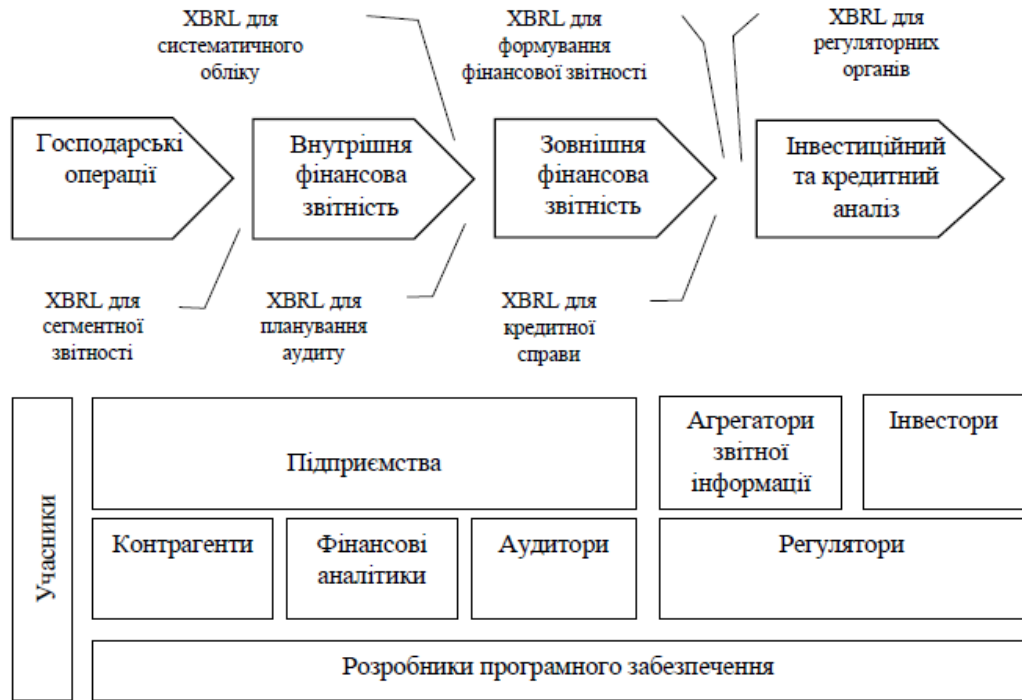 XBRL для
систематичного
обліку
XBRL для
формування
фінансової звітності
XBRL для
регуляторних
органів
Господарські
операції
Внутрішня
фінансова
звітність
Зовнішня
фінансова
звітність
Інвестиційний
та кредитний
аналіз
XBRL для
сегментної
звітності
XBRL для
планування
аудиту
XBRL для
кредитної
справи
Учасники
Підприємства
Агрегатори
звітної
інформації
Інвестори
Контрагенти
Фінансові
аналітики
Аудитори
Регулятори
Розробники програмного забезпечення